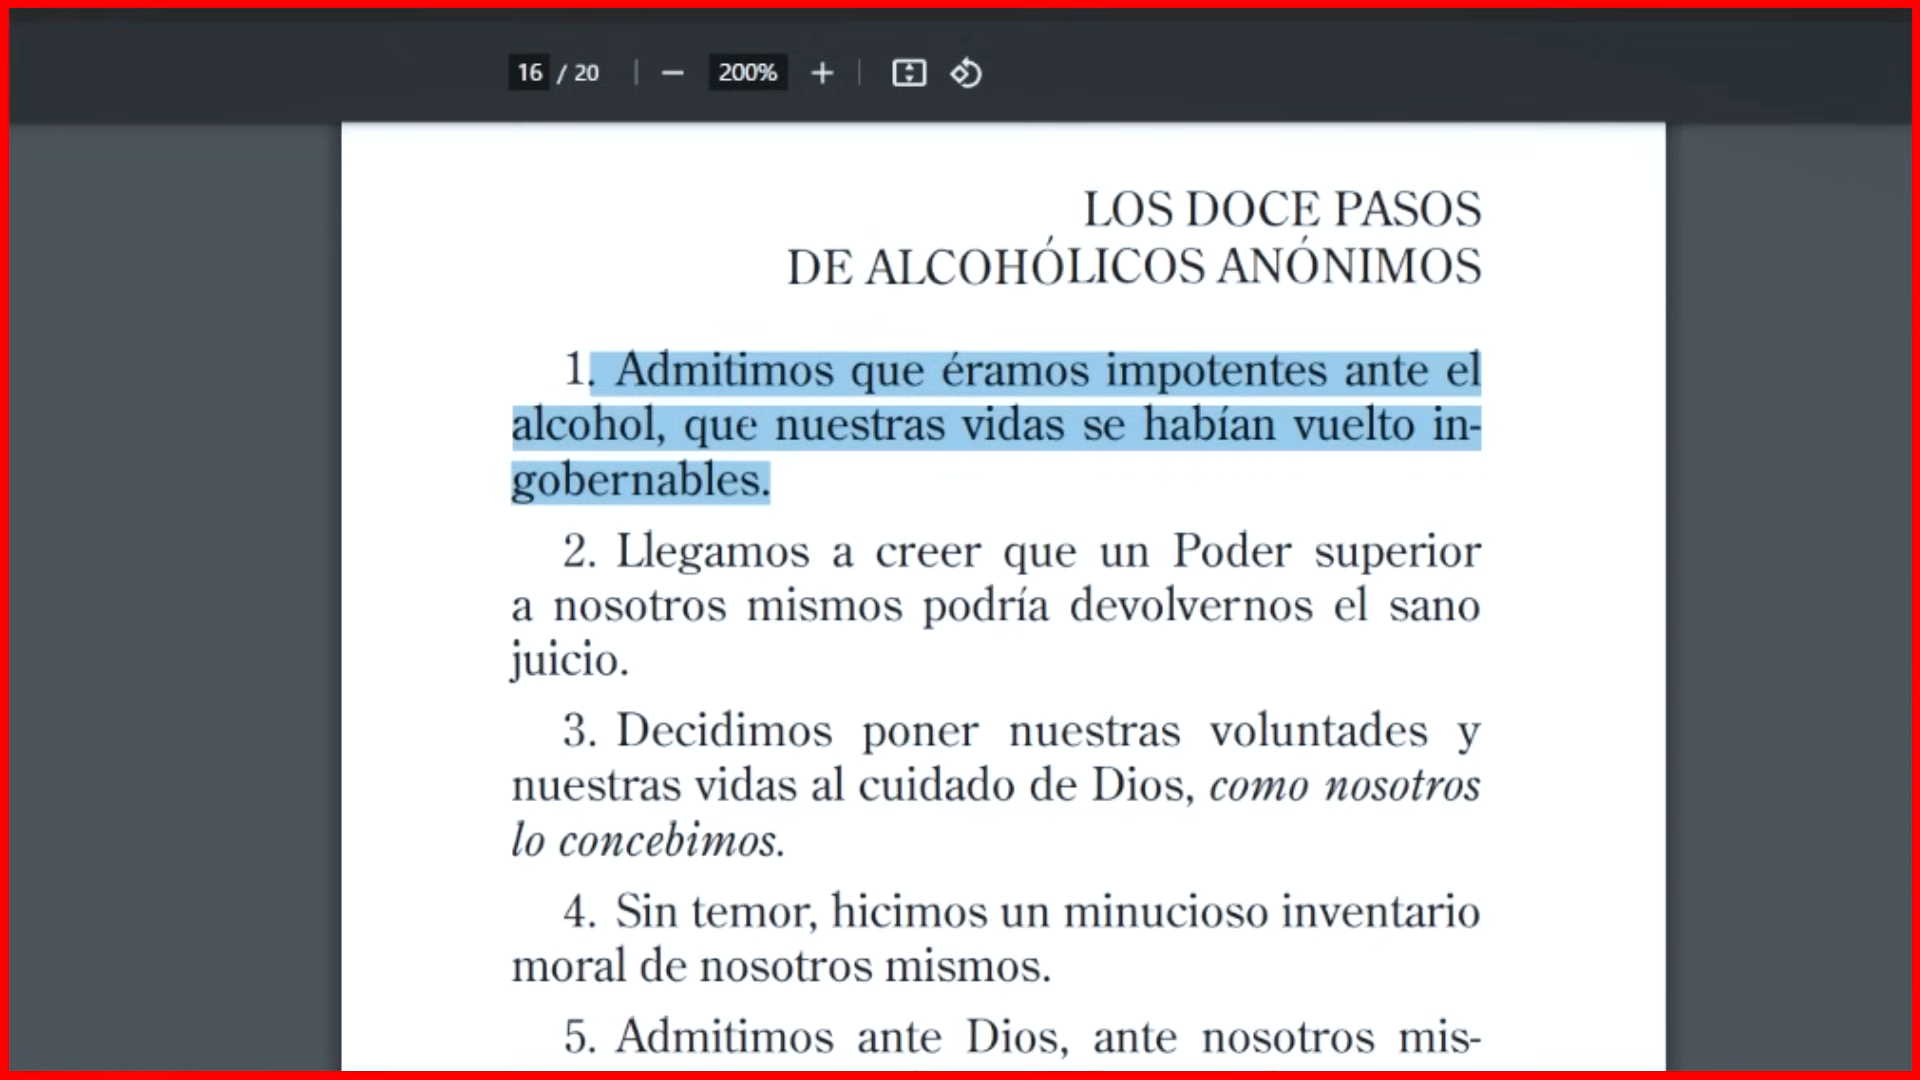 16 / 20 200%
LOS DOCE PASOS
DE ALCOHÓLICOS ANÓNIMOS
1. Admitimos que éramos impotentes ante el
alcohol, que nuestras vidas se habían vuelto in-
gobernables.
2. Llegamos a creer que un Poder superior
a nosotros mismos podría devolvernos el sano
juicio.
3. Decidimos poner nuestras voluntades y
nuestras vidas al cuidado de Dios, como nosotros
lo concebimos.
4. Sin temor, hicimos un minucioso inventario
moral de nosotros mismos.
5. Admitimos ante Dios, ante nosotros mis-